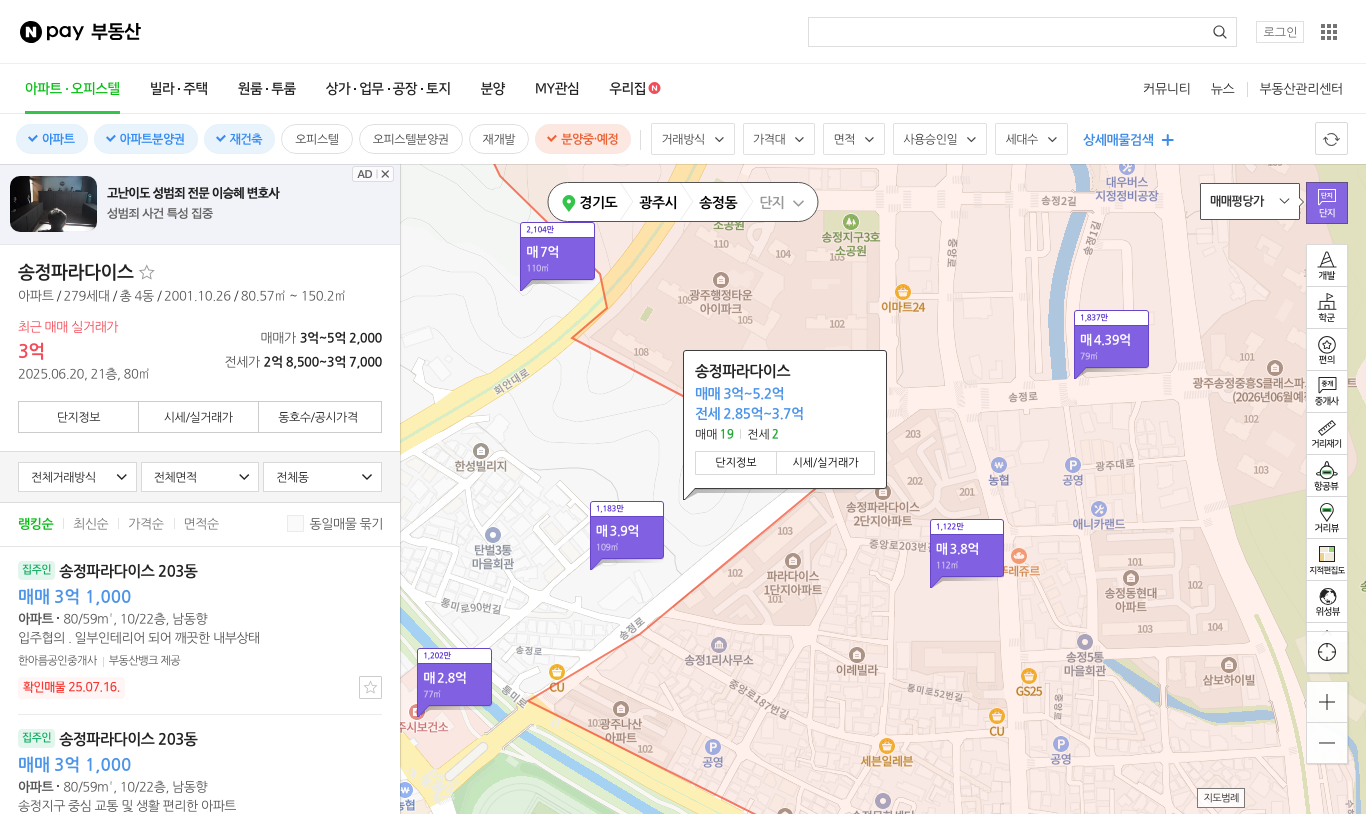 N pay 부동산
로그인
아파트·오피스텔
빌라·주택
원룸·투룸
상가·업무·공장·토지
분양
MY관심
우리집 N
커뮤니티
뉴스
부동산관리센터
아파트
아파트분양권
재건축
오피스텔
오피스텔분양권
재개발
분양중·예정
거래방식
가격대
면적
사용승인일
세대수
상세매물검색
AD
고난이도 성범죄 전문 이승혜 변호사
성범죄 사건 특성 집중
송정파라다이스
아파트 / 279세대 / 총 4동 / 2001.10.26 / 80.57㎡ ~ 150.2㎡
최근 매매 실거래가
3억
2025.06.20, 21층, 80㎡
매매가 3억~5억 2,000
전세가 2억 8,500~3억 7,000
단지정보
시세/실거래가
동호수/공시가격
전체거래방식
전체면적
전체동
랭킹순
최신순
가격순
면적순
동일매물 묶기
집주인 송정파라다이스 203동
매매 3억 1,000
아파트 · 80/59㎡, 10/22층, 남동향
입주협의 . 일부인테리어 되어 깨끗한 내부상태
한아름공인중개사 | 부동산뱅크 제공
확인매물 25.07.16.
집주인 송정파라다이스 203동
매매 3억 1,000
아파트 · 80/59㎡, 10/22층, 남동향
송정지구 중심 교통 및 생활 편리한 아파트
경기도
광주시
송정동
단지
매매평당가
단지
단지
개발
학군
편의
중개
중개사
거리재기
항공뷰
거리뷰
지적편집도
위성뷰
지도범례
2,104만
매 7억
110㎡
1,837만
매 4.39억
79㎡
1,183만
매 3.9억
109㎡
1,122만
매 3.8억
112㎡
1,202만
매 2.8억
77㎡
송정파라다이스
매매 3억~5.2억
전세 2.85억~3.7억
매매 19 | 전세 2
단지정보
시세/실거래가
소공원
110
송정지구3호
소공원
104
103
대우버스
지정정비공장
송정2길
송정1길
중앙로
광주행정타운
아이파크
105
102
이마트24
108
회안대로
101
광주송정중흥S클래스파
(2026년06월예정
102
송정로
한성빌리지
203
202
201
농협
공영
광주대로
103
애니카랜드
송정파라다이스
2단지아파트
103
중앙로203번길
102
파라다이스
1단지아파트
101
탄벌3통
마을회관
통미로90번길
송정로
송정로
101
송정동현대
아파트
103
104
송정1리사무소
송정5통
마을회관
이례빌라
통미로52번길
중앙로187번길
중앙로
삼보하이빌
CU
GS25
CU
통미로
103
광주나산
아파트
102
공영
세븐일레븐
공영
101